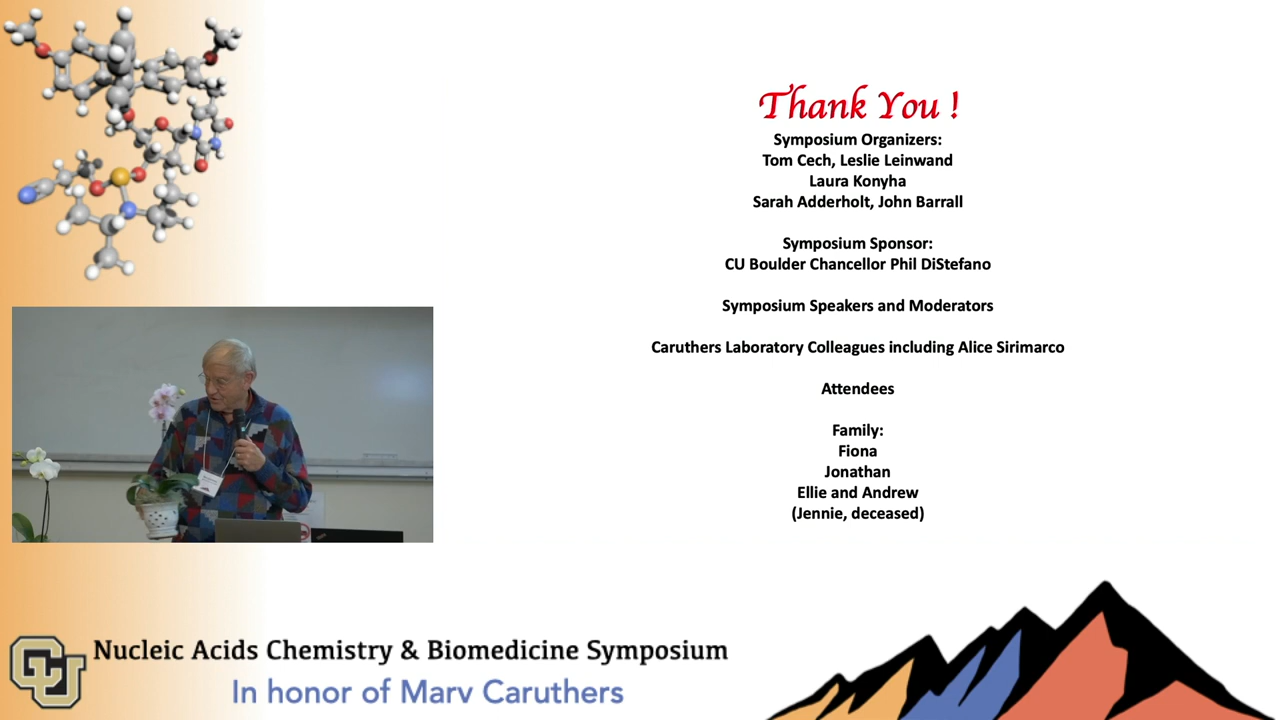 Thank You !
Symposium Organizers:
Tom Cech, Leslie Leinwand
Laura Konyha
Sarah Adderholt, John Barrall
Symposium Sponsor:
CU Boulder Chancellor Phil DiStefano
Symposium Speakers and Moderators
Caruthers Laboratory Colleagues including Alice Sirimarco
Attendees
Family:
Fiona
Jonathan
Ellie and Andrew
(Jennie, deceased)
CU
Nucleic Acids Chemistry & Biomedicine Symposium
In honor of Marv Caruthers